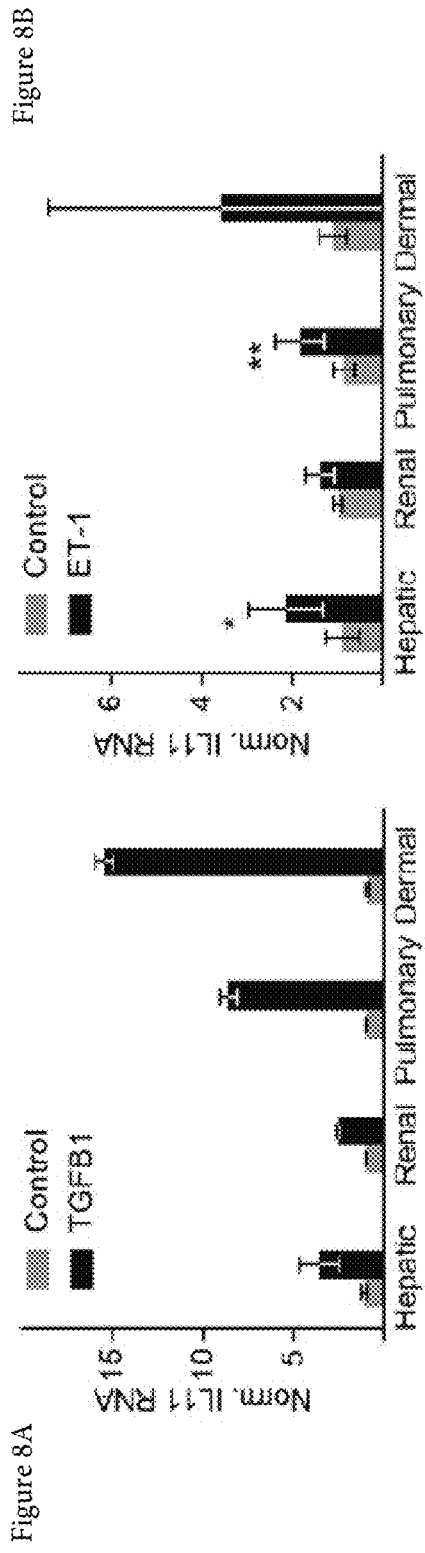 Figure 8A
Norm. IL11 RNA
15
10
5
Control
TGFB1
Hepatic Renal Pulmonary Dermal
Figure 8B
Norm. IL11 RNA
6
4
2
Control
ET-1
*
**
Hepatic Renal Pulmonary Dermal